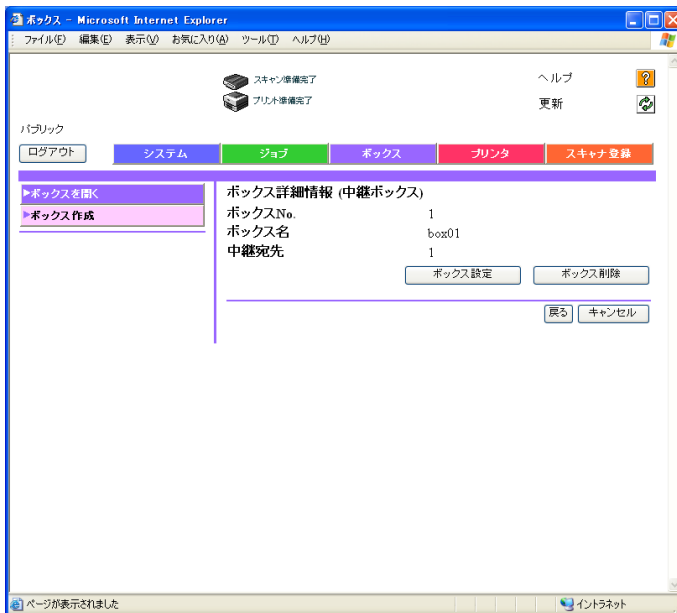 ボックス - Microsoft Internet Explorer
ファイル(F) 編集(E) 表示(V) お気に入り(A) ツール(T) ヘルプ(H)
スキャン準備完了
ヘルプ
?
プリント準備完了
更新
パブリック
ログアウト
システム ジョブ ボックス プリンタ スキャナ登録
▶ボックスを開く
▶ボックス作成
ボックス詳細情報 (中継ボックス)
ボックスNo. 1
ボックス名 box01
中継宛先 1
ボックス設定 ボックス削除
戻る キャンセル
ページが表示されました イントラネット